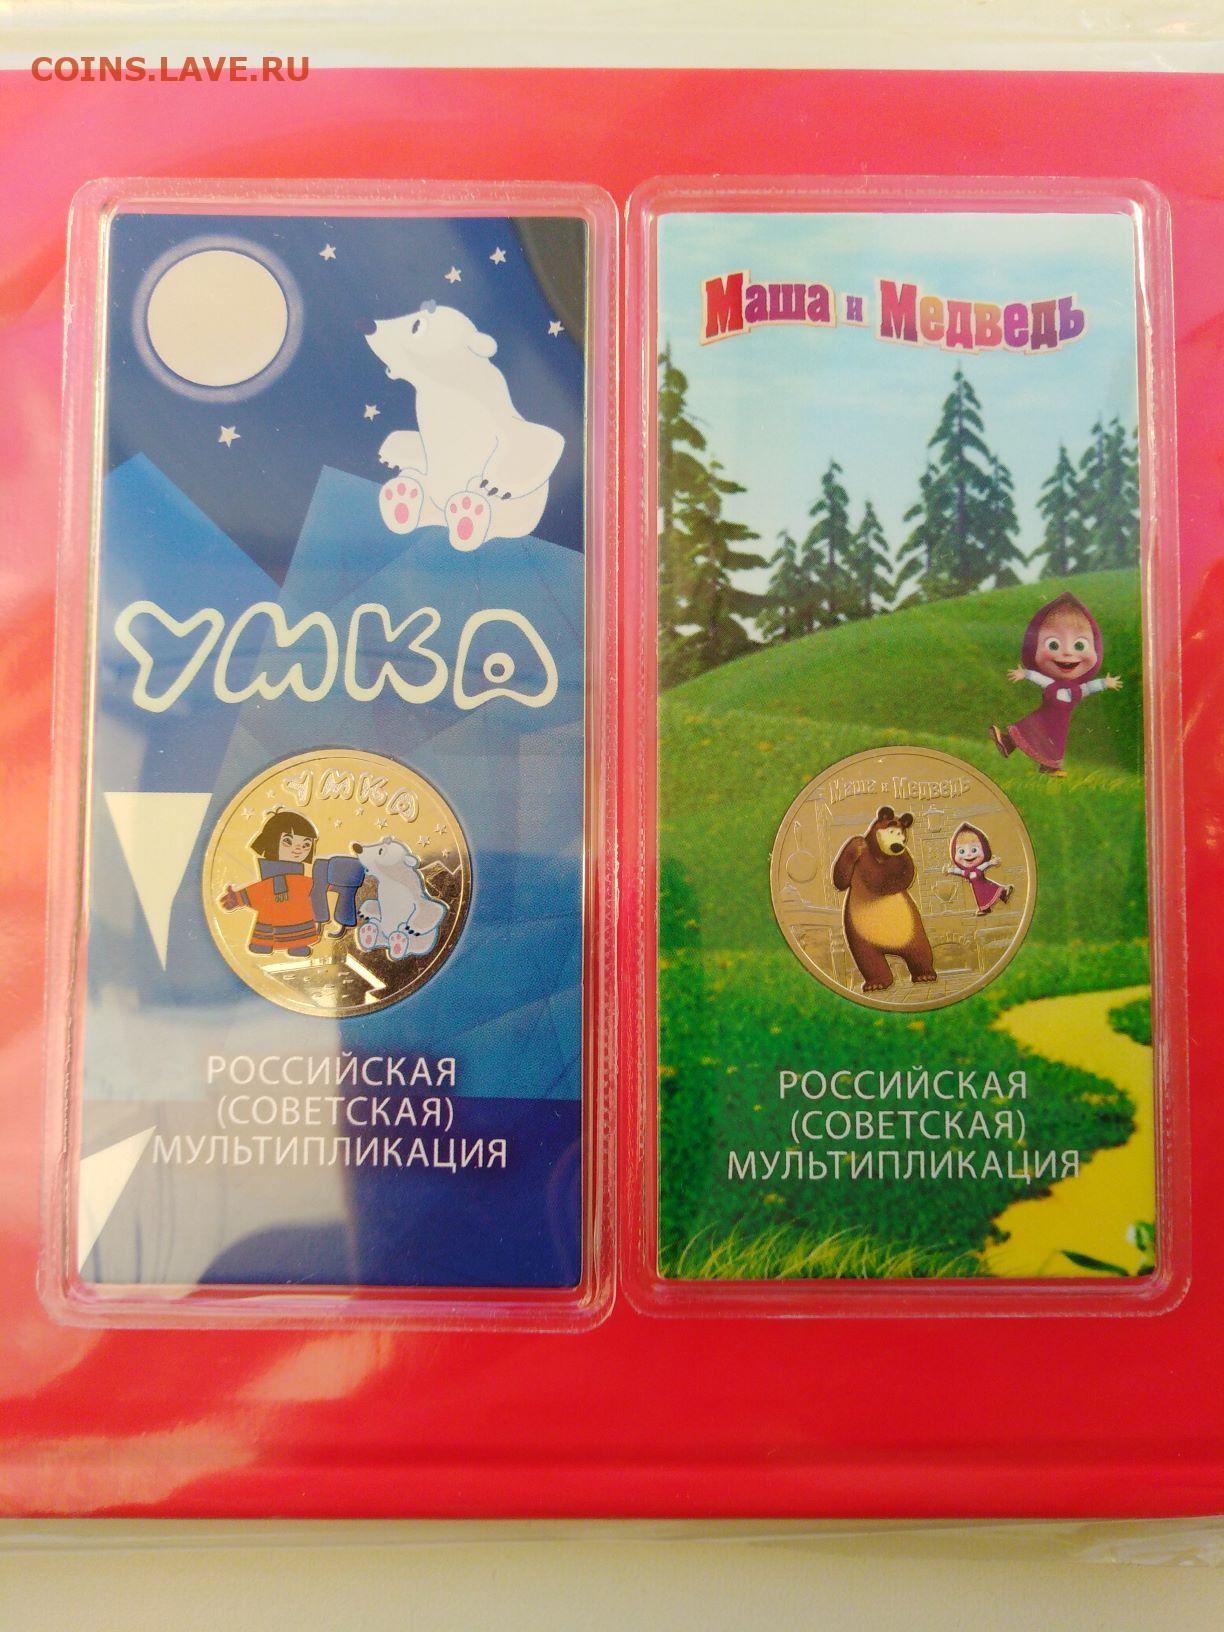 COINS.LAVE.RU
УМКА
УМКА
РОССИЙСКАЯ
(СОВЕТСКАЯ)
МУЛЬТИПЛИКАЦИЯ
Маша и Медведь
Маша и Медведь
РОССИЙСКАЯ
(СОВЕТСКАЯ)
МУЛЬТИПЛИКАЦИЯ